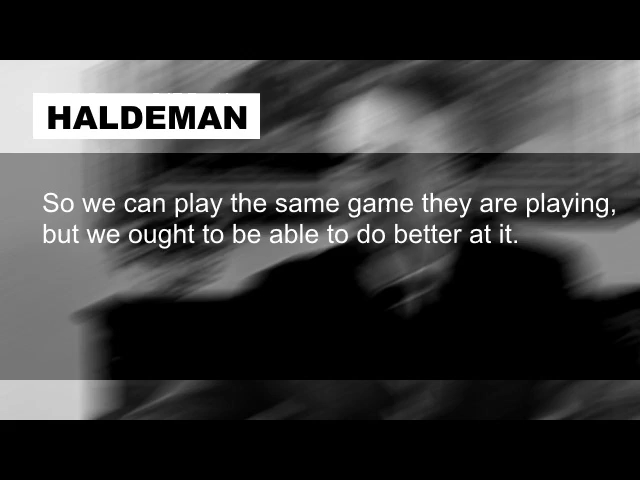 HALDEMAN
So we can play the same game they are playing,
but we ought to be able to do better at it.